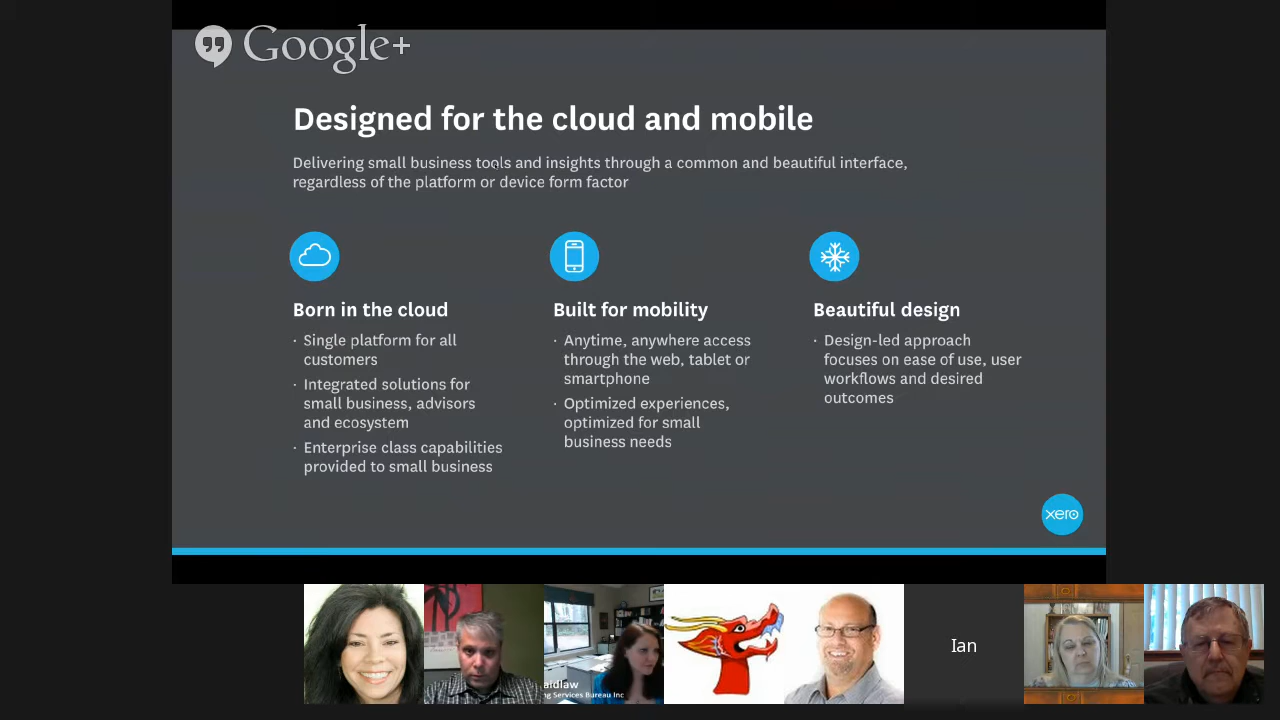 Google+
Designed for the cloud and mobile
Delivering small business tools and insights through a common and beautiful interface,
regardless of the platform or device form factor
Born in the cloud
· Single platform for all
customers
· Integrated solutions for
small business, advisors
and ecosystem
· Enterprise class capabilities
provided to small business
Built for mobility
· Anytime, anywhere access
through the web, tablet or
smartphone
· Optimized experiences,
optimized for small
business needs
Beautiful design
· Design-led approach
focuses on ease of use, user
workflows and desired
outcomes
xero
aidlaw
ng Services Bureau Inc
Ian